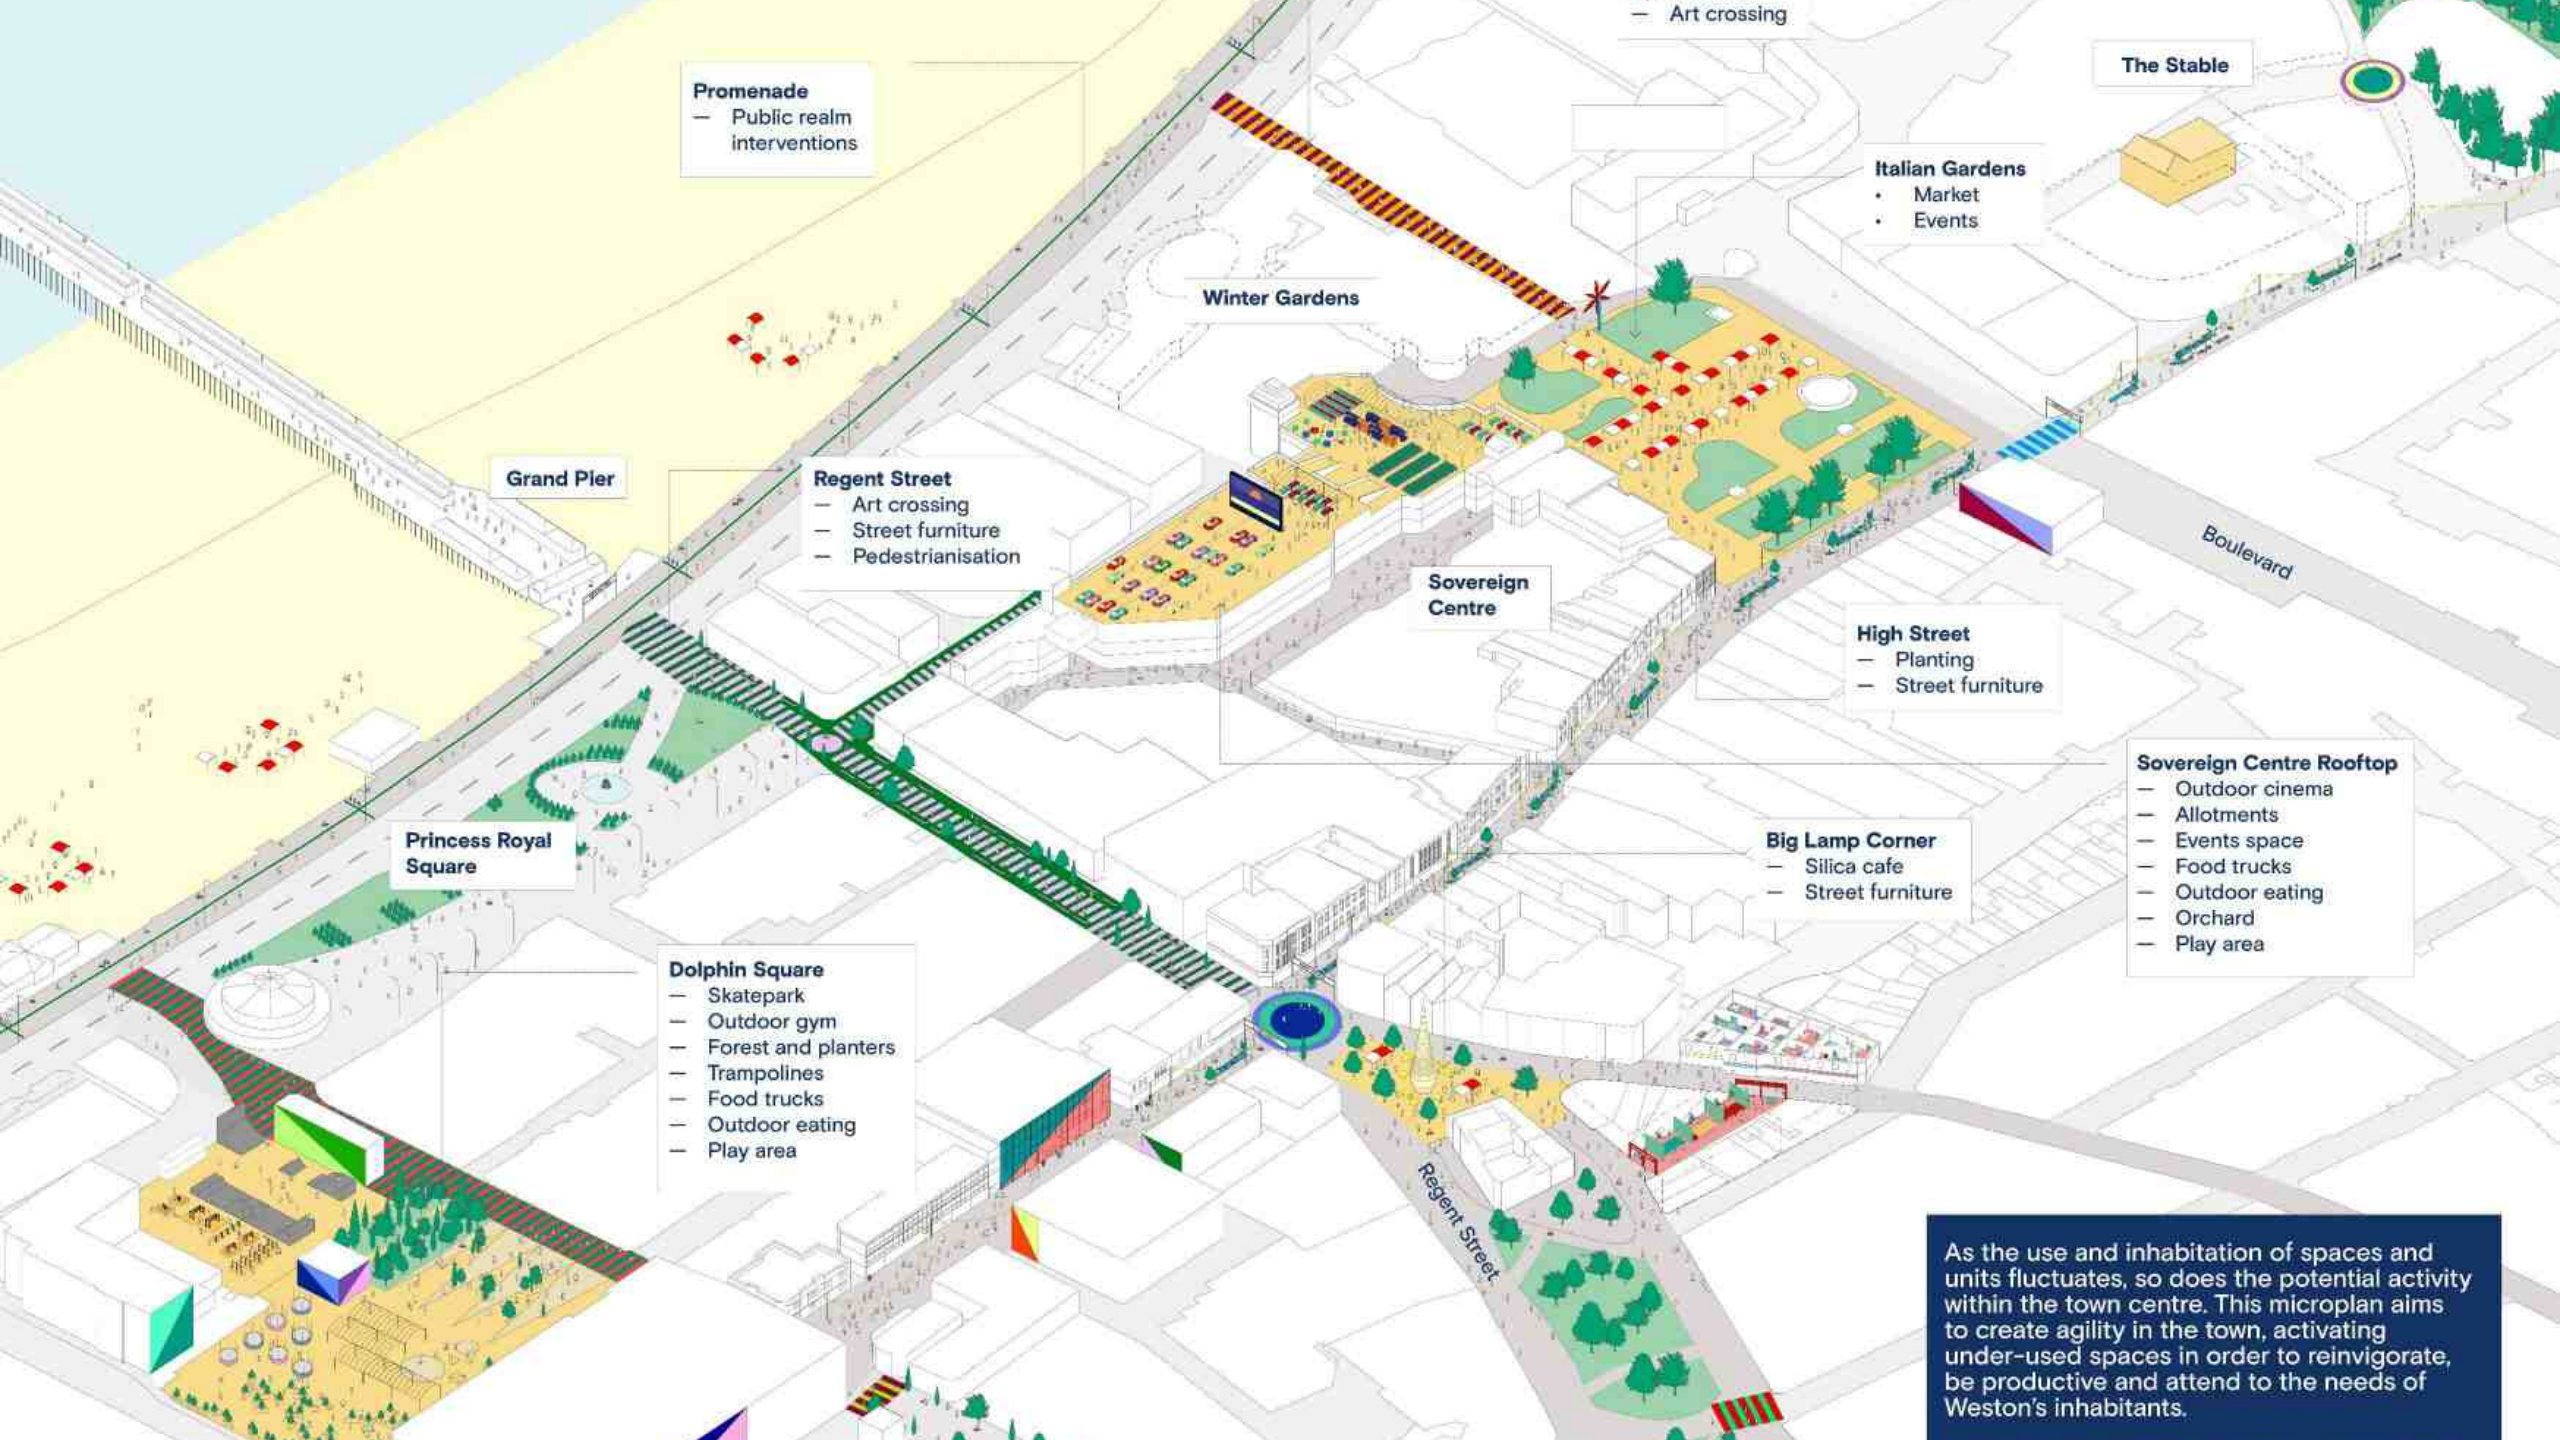 — Art crossing
The Stable
Promenade
— Public realm
interventions
Italian Gardens
• Market
• Events
Winter Gardens
Grand Pier
Regent Street
— Art crossing
— Street furniture
— Pedestrianisation
Boulevard
Sovereign
Centre
High Street
— Planting
— Street furniture
Sovereign Centre Rooftop
— Outdoor cinema
— Allotments
— Events space
— Food trucks
— Outdoor eating
— Orchard
— Play area
Princess Royal
Square
Big Lamp Corner
— Silica cafe
— Street furniture
Dolphin Square
— Skatepark
— Outdoor gym
— Forest and planters
— Trampolines
— Food trucks
— Outdoor eating
— Play area
Regent Street
As the use and inhabitation of spaces and
units fluctuates, so does the potential activity
within the town centre. This microplan aims
to create agility in the town, activating
under-used spaces in order to reinvigorate,
be productive and attend to the needs of
Weston's inhabitants.